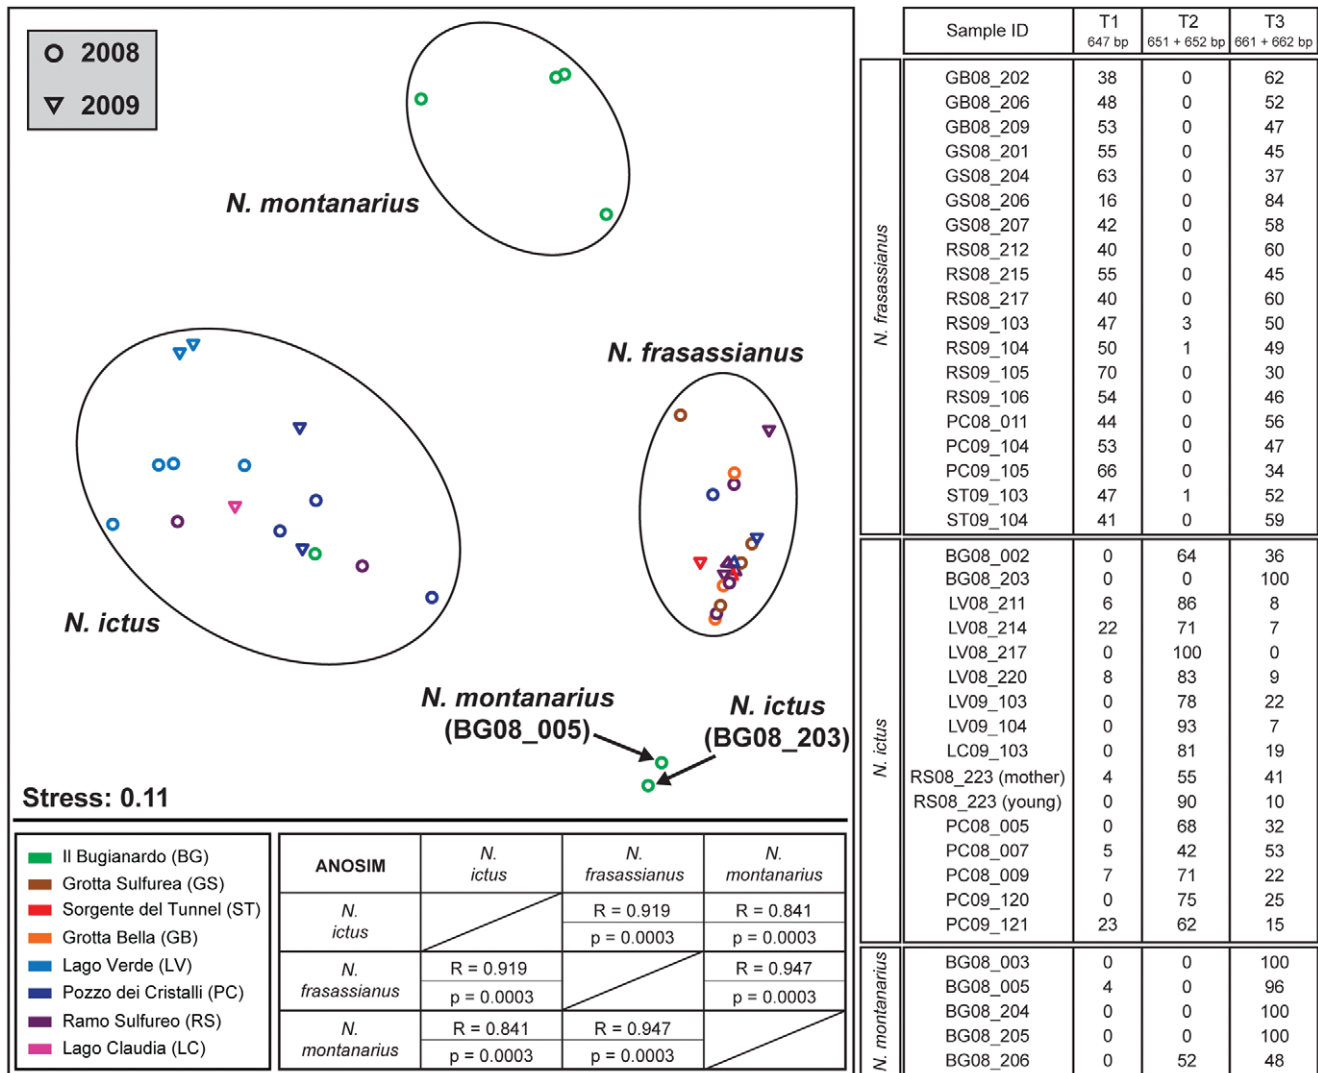 2008
2009
N. montanarius
N. frasassianus
N. ictus
N. montanarius
(BG08_005)
N. ictus
(BG08_203)
Stress: 0.11
Il Bugianardo (BG)
Grotta Sulfurea (GS)
Sorgente del Tunnel (ST)
Grotta Bella (GB)
Lago Verde (LV)
Pozzo dei Cristalli (PC)
Ramo Sulfureo (RS)
Lago Claudia (LC)
ANOSIM N. ictus N. frasassianus N. montanarius
N. ictus R = 0.919 R = 0.841
p = 0.0003 p = 0.0003
N. frasassianus R = 0.919 R = 0.947
p = 0.0003 p = 0.0003
N. montanarius R = 0.841 R = 0.947
p = 0.0003 p = 0.0003
Sample ID T1 T2 T3
647 bp 651 + 652 bp 661 + 662 bp
N. frasassianus
GB08_202 38 0 62
GB08_206 48 0 52
GB08_209 53 0 47
GS08_201 55 0 45
GS08_204 63 0 37
GS08_206 16 0 84
GS08_207 42 0 58
RS08_212 40 0 60
RS08_215 55 0 45
RS08_217 40 0 60
RS09_103 47 3 50
RS09_104 50 1 49
RS09_105 70 0 30
RS09_106 54 0 46
PC08_011 44 0 56
PC09_104 53 0 47
PC09_105 66 0 34
ST09_103 47 1 52
ST09_104 41 0 59
N. ictus
BG08_002 0 64 36
BG08_203 0 0 100
LV08_211 6 86 8
LV08_214 22 71 7
LV08_217 0 100 0
LV08_220 8 83 9
LV09_103 0 78 22
LV09_104 0 93 7
LC09_103 0 81 19
RS08_223 (mother) 4 55 41
RS08_223 (young) 0 90 10
PC08_005 0 68 32
PC08_007 5 42 53
PC08_009 7 71 22
PC09_120 0 75 25
PC09_121 23 62 15
N. montanarius
BG08_003 0 0 100
BG08_005 4 0 96
BG08_204 0 0 100
BG08_205 0 0 100
BG08_206 0 52 48